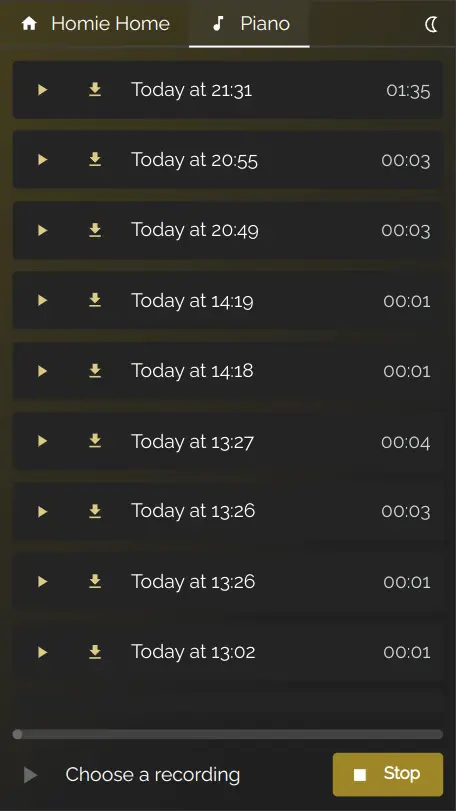 Homie Home Piano
Today at 21:31 01:35
Today at 20:55 00:03
Today at 20:49 00:03
Today at 14:19 00:01
Today at 14:18 00:01
Today at 13:27 00:04
Today at 13:26 00:03
Today at 13:26 00:01
Today at 13:02 00:01
Choose a recording Stop